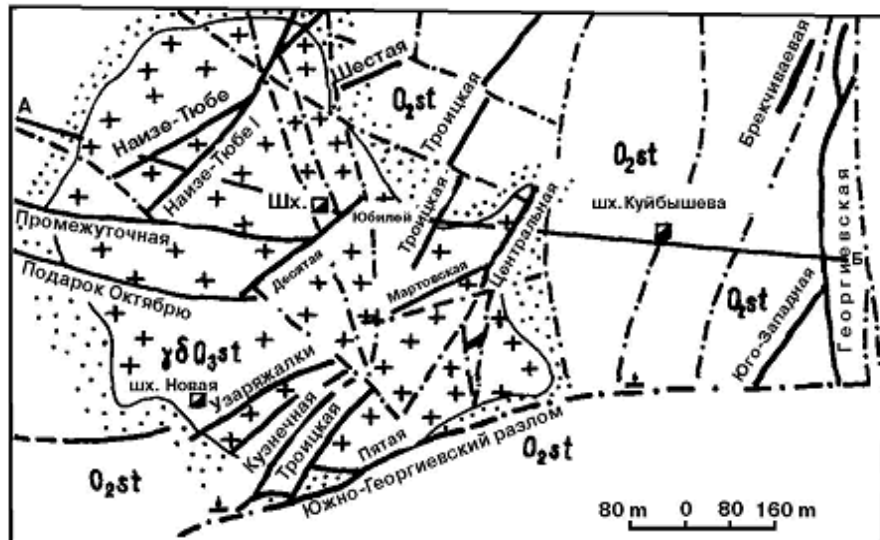 Шестая
O₂st
Троицкая
Брекчиваевая
А
Наизе-Тюбе
Наизе-Тюбе I
O₂st
Шх.
Юбилей
шх. Куйбышева
Промежуточная
Троицкая
Центральная
Б
Подарок Октябрю
Десятая
Мартовская
O₂st
Георгиевская
Юго-Западная
γδO₃st
шх. Новая
Узаряжалки
Кузнечная
Троицкая
Пятая
Южно-Георгиевский разлом
O₂st
O₂st
80 m 0 80 160 m